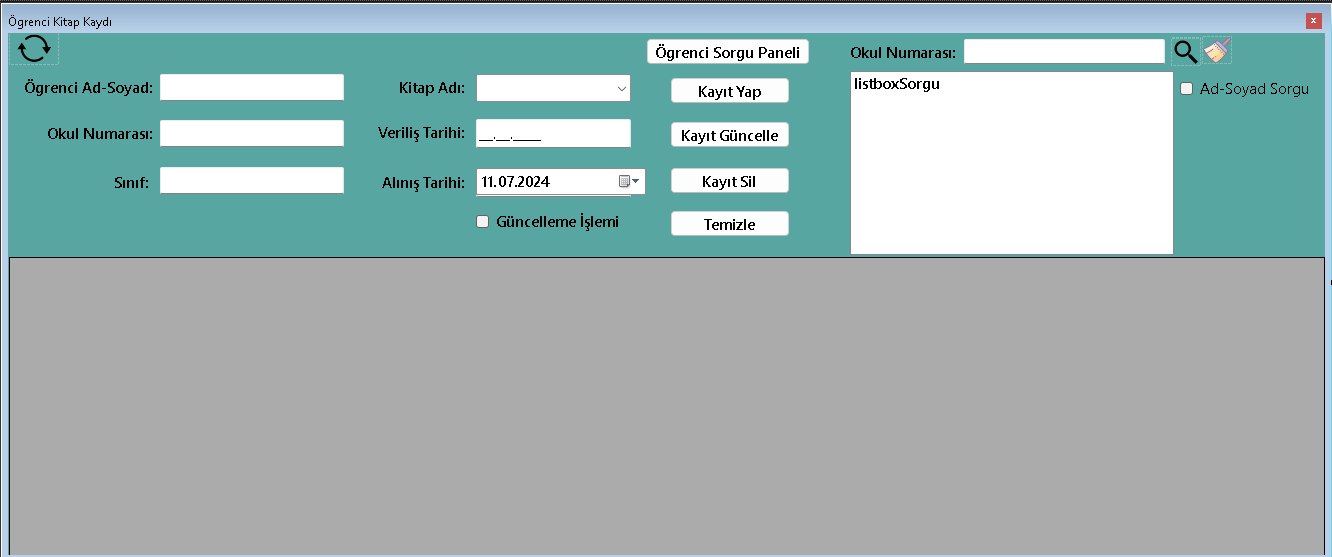 Ögrenci Kitap Kaydı
x
Ögrenci Sorgu Paneli
Okul Numarası:
Ögrenci Ad-Soyad:
Kitap Adı:
Kayıt Yap
listboxSorgu
Ad-Soyad Sorgu
Okul Numarası:
Veriliş Tarihi:
__.__.____
Kayıt Güncelle
Sınıf:
Alınış Tarihi:
11.07.2024
Kayıt Sil
Güncelleme İşlemi
Temizle